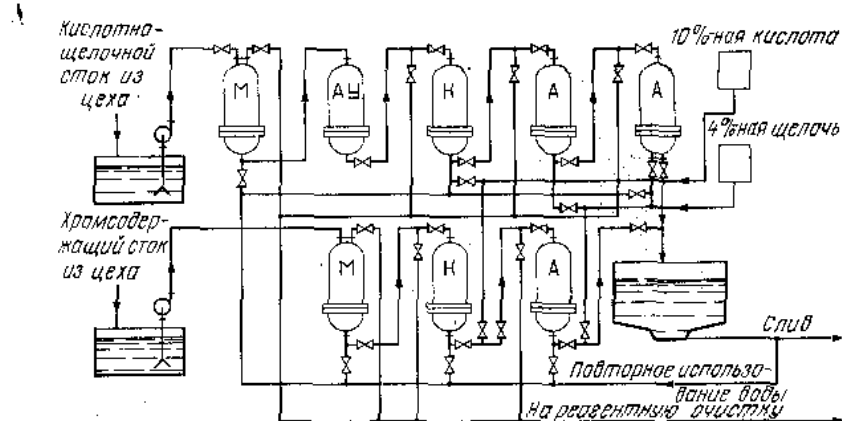 Кислотно-
щелочной
сток из
цеха
М
АУ
К
А
А
10%-ная кислота
4%-ная щелочь
Хромсодер-
жащий сток
из цеха
М
К
А
Слив
Повторное использо-
вание воды
На реагентную очистку